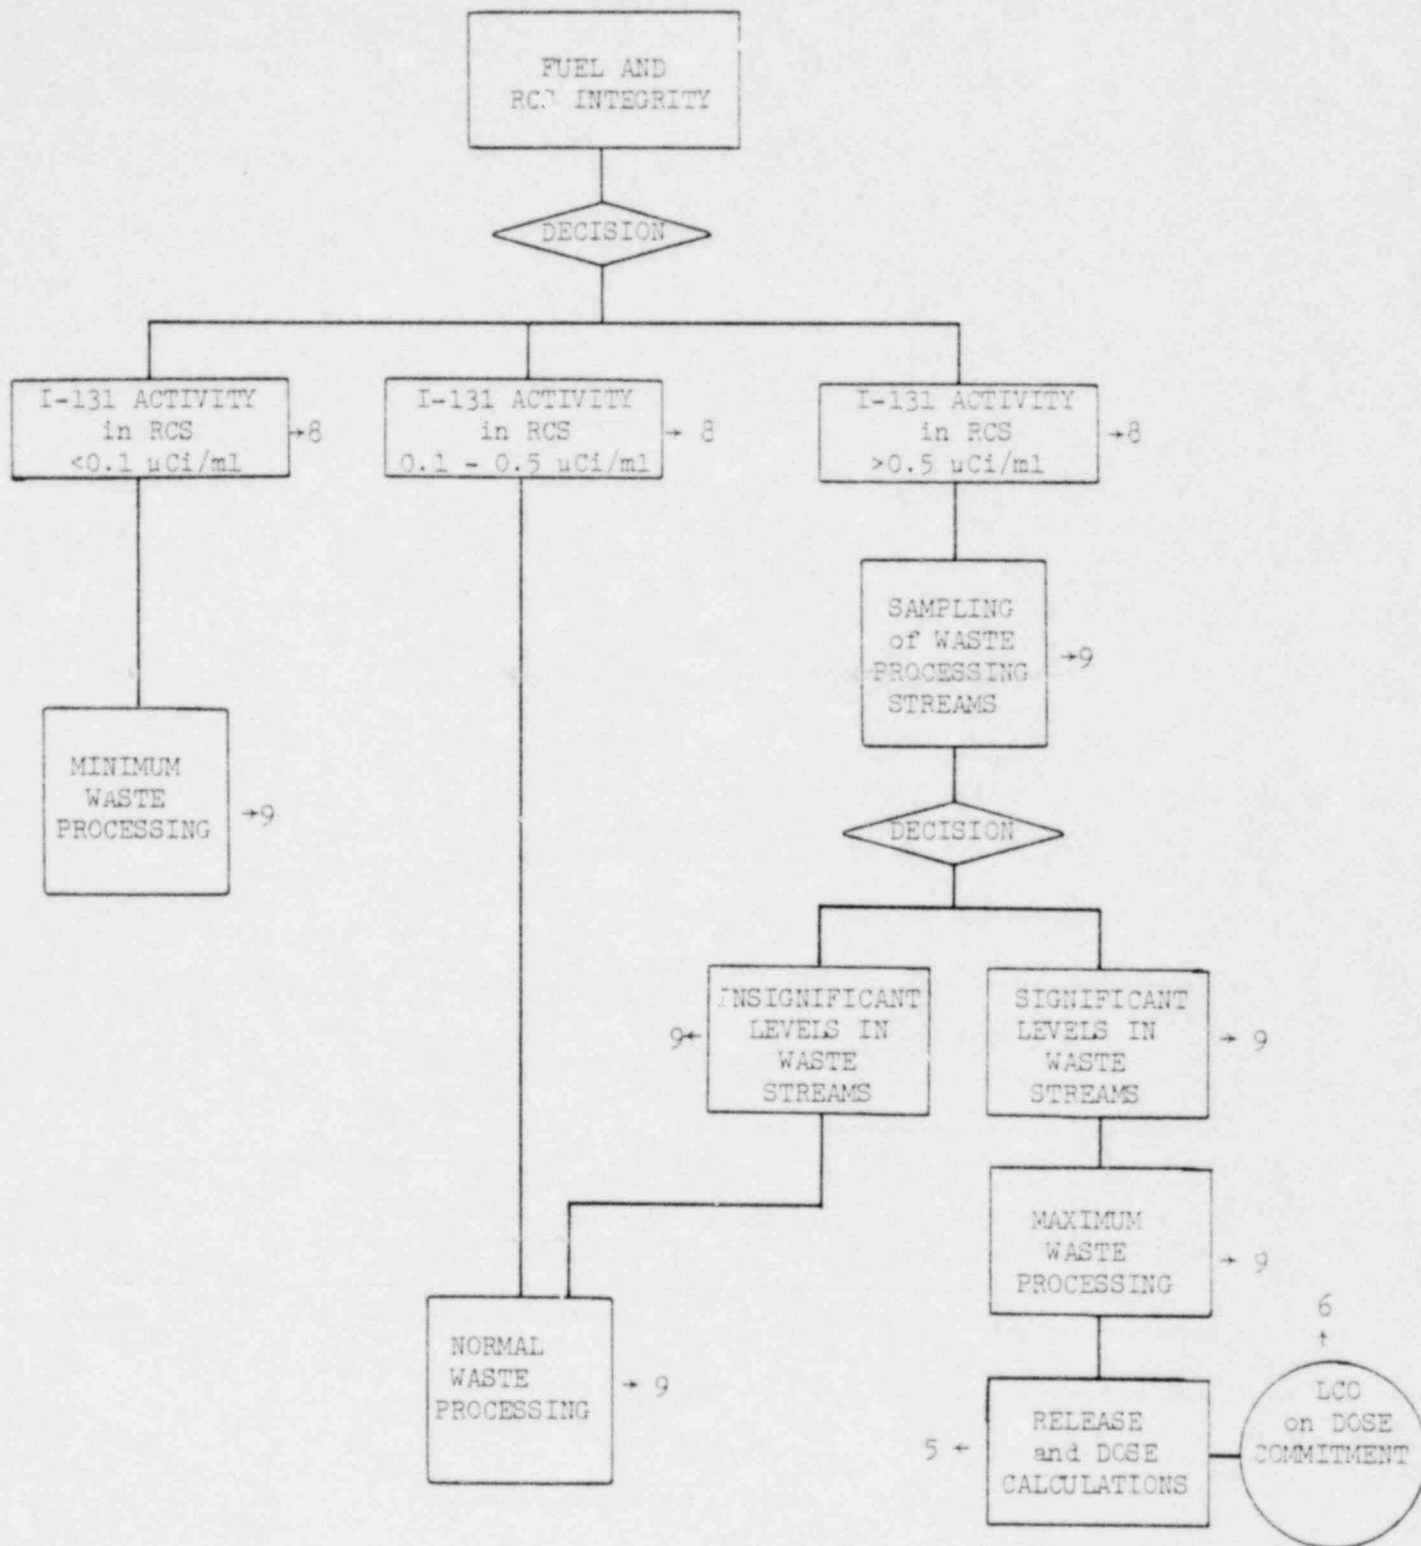 FUEL AND
RCS INTEGRITY
DECISION
I-131 ACTIVITY
in RCS
<0.1 µCi/ml
→8
I-131 ACTIVITY
in RCS
0.1 - 0.5 µCi/ml
→ 8
I-131 ACTIVITY
in RCS
>0.5 µCi/ml
→8
SAMPLING
of WASTE
PROCESSING
STREAMS
→9
MINIMUM
WASTE
PROCESSING
→9
DECISION
INSIGNIFICANT
LEVELS IN
WASTE
STREAMS
9←
SIGNIFICANT
LEVELS IN
WASTE
STREAMS
→ 9
MAXIMUM
WASTE
PROCESSING
→ 9
NORMAL
WASTE
PROCESSING
→ 9
RELEASE
and DOSE
CALCULATIONS
5 ←
6
↑
LCO
on DOSE
COMMITMENT